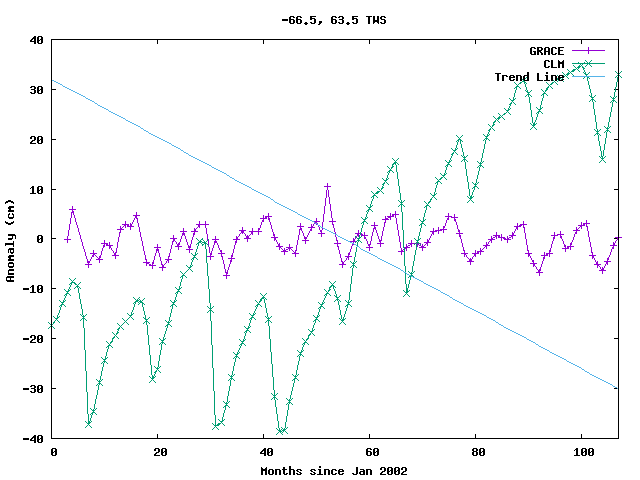 -66.5, 63.5 TWS
GRACE
CLM
Trend Line
40
30
20
10
0
-10
-20
-30
-40
Anomaly (cm)
0 20 40 60 80 100
Months since Jan 2002